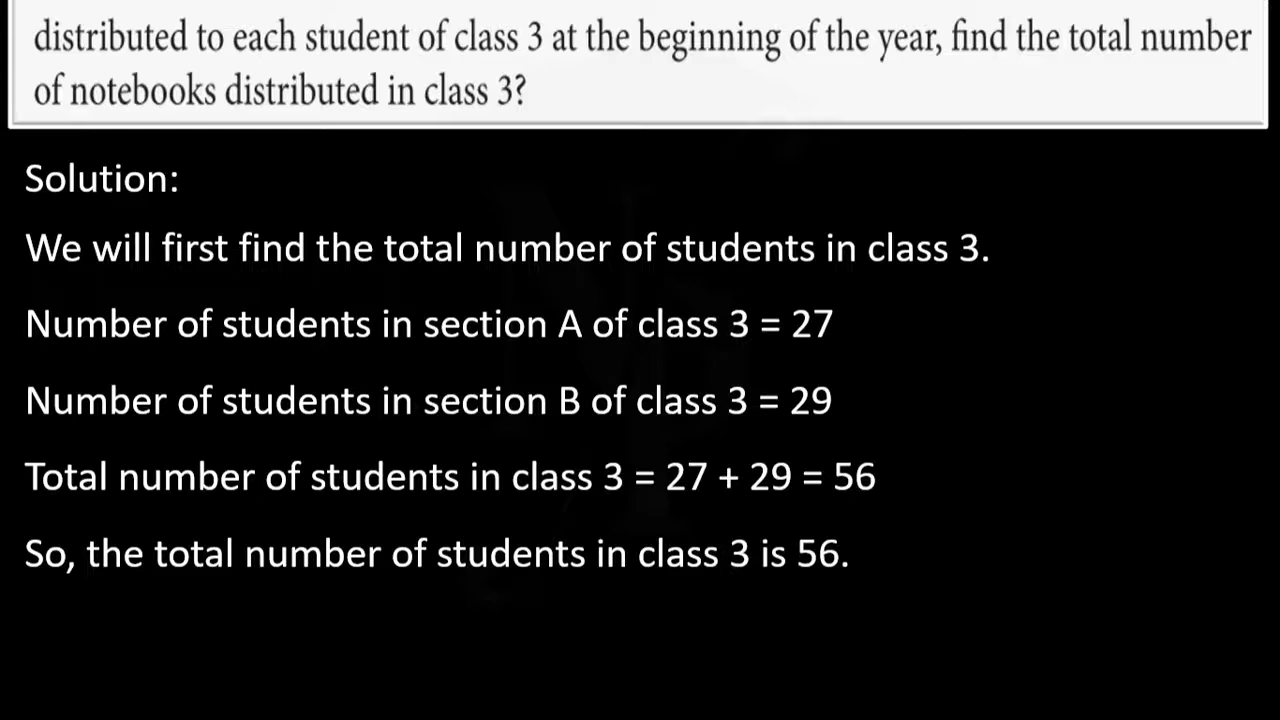 distributed to each student of class 3 at the beginning of the year, find the total number
of notebooks distributed in class 3?
Solution:
We will first find the total number of students in class 3.
Number of students in section A of class 3 = 27
Number of students in section B of class 3 = 29
Total number of students in class 3 = 27 + 29 = 56
So, the total number of students in class 3 is 56.